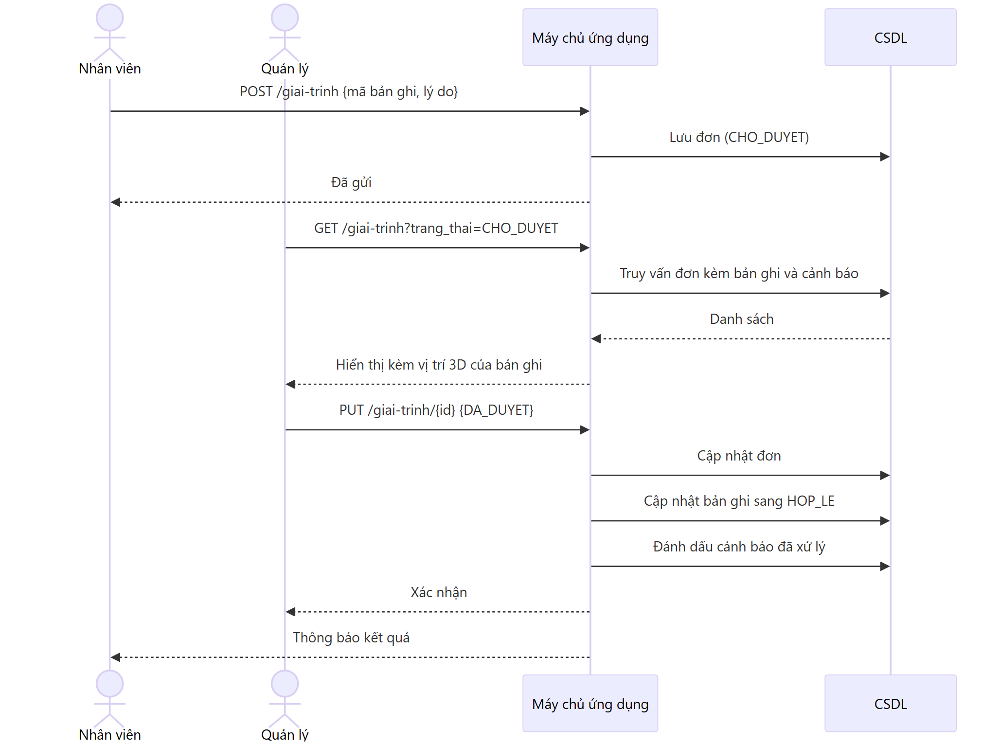 Nhân viên
Quản lý
Máy chủ ứng dụng
CSDL
POST /giai-trinh {mã bản ghi, lý do}
Lưu đơn (CHO_DUYET)
Đã gửi
GET /giai-trinh?trang_thai=CHO_DUYET
Truy vấn đơn kèm bản ghi và cảnh báo
Danh sách
Hiển thị kèm vị trí 3D của bản ghi
PUT /giai-trinh/{id} {DA_DUYET}
Cập nhật đơn
Cập nhật bản ghi sang HOP_LE
Đánh dấu cảnh báo đã xử lý
Xác nhận
Thông báo kết quả
Nhân viên
Quản lý
Máy chủ ứng dụng
CSDL